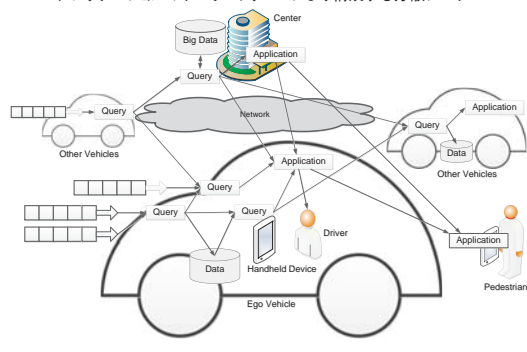 Center
Big Data
Application
Query
Query
Network
Other Vehicles
Application
Query
Data
Other Vehicles
Application
Query
Query
Query
Driver
Application
Data
Handheld Device
Pedestrian
Ego Vehicle